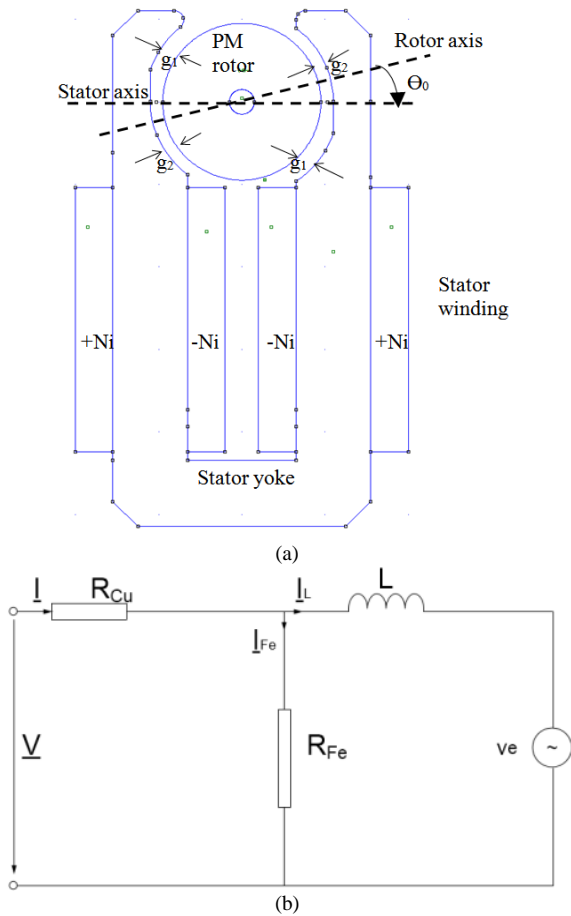 PM
rotor
Rotor axis
g1
g2
Θ0
Stator axis
g2
g1
Stator
winding
+Ni
-Ni
-Ni
+Ni
Stator yoke
(a)
I
RCu
IL
L
IFe
V
RFe
ve
~
(b)